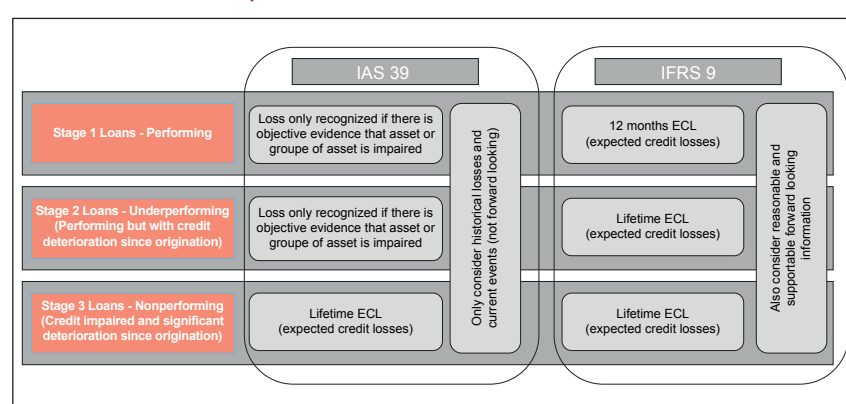 IAS 39
IFRS 9
Stage 1 Loans - Performing
Loss only recognized if there is
objective evidence that asset or
groupe of asset is impaired
12 months ECL
(expected credit losses)
Stage 2 Loans - Underperforming
(Performing but with credit
deterioration since origination)
Loss only recognized if there is
objective evidence that asset or
groupe of asset is impaired
Lifetime ECL
(expected credit losses)
Stage 3 Loans - Nonperforming
(Credit impaired and significant
deterioration since origination)
Lifetime ECL
(expected credit losses)
Lifetime ECL
(expected credit losses)
Only consider historical losses and
current events (not forward looking)
Also consider reasonable and
supportable forward looking
information